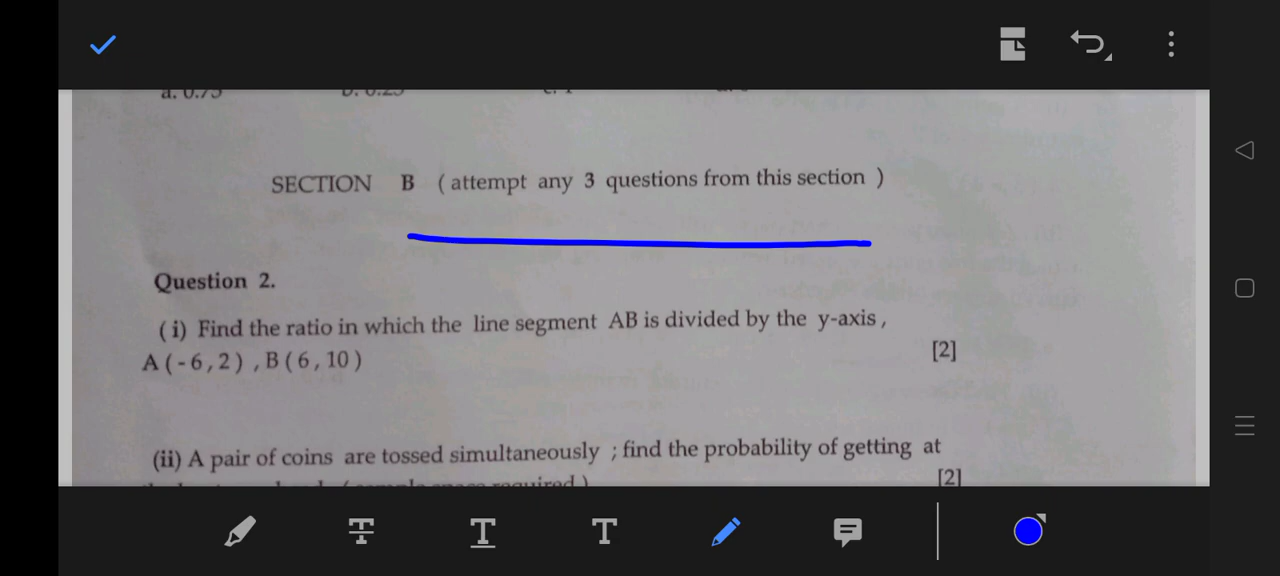 SECTION B ( attempt any 3 questions from this section )
Question 2.
( i ) Find the ratio in which the line segment AB is divided by the y-axis ,
A ( - 6 , 2 ) , B ( 6 , 10 )
[2]
(ii) A pair of coins are tossed simultaneously ; find the probability of getting at
[2]
T
T
T